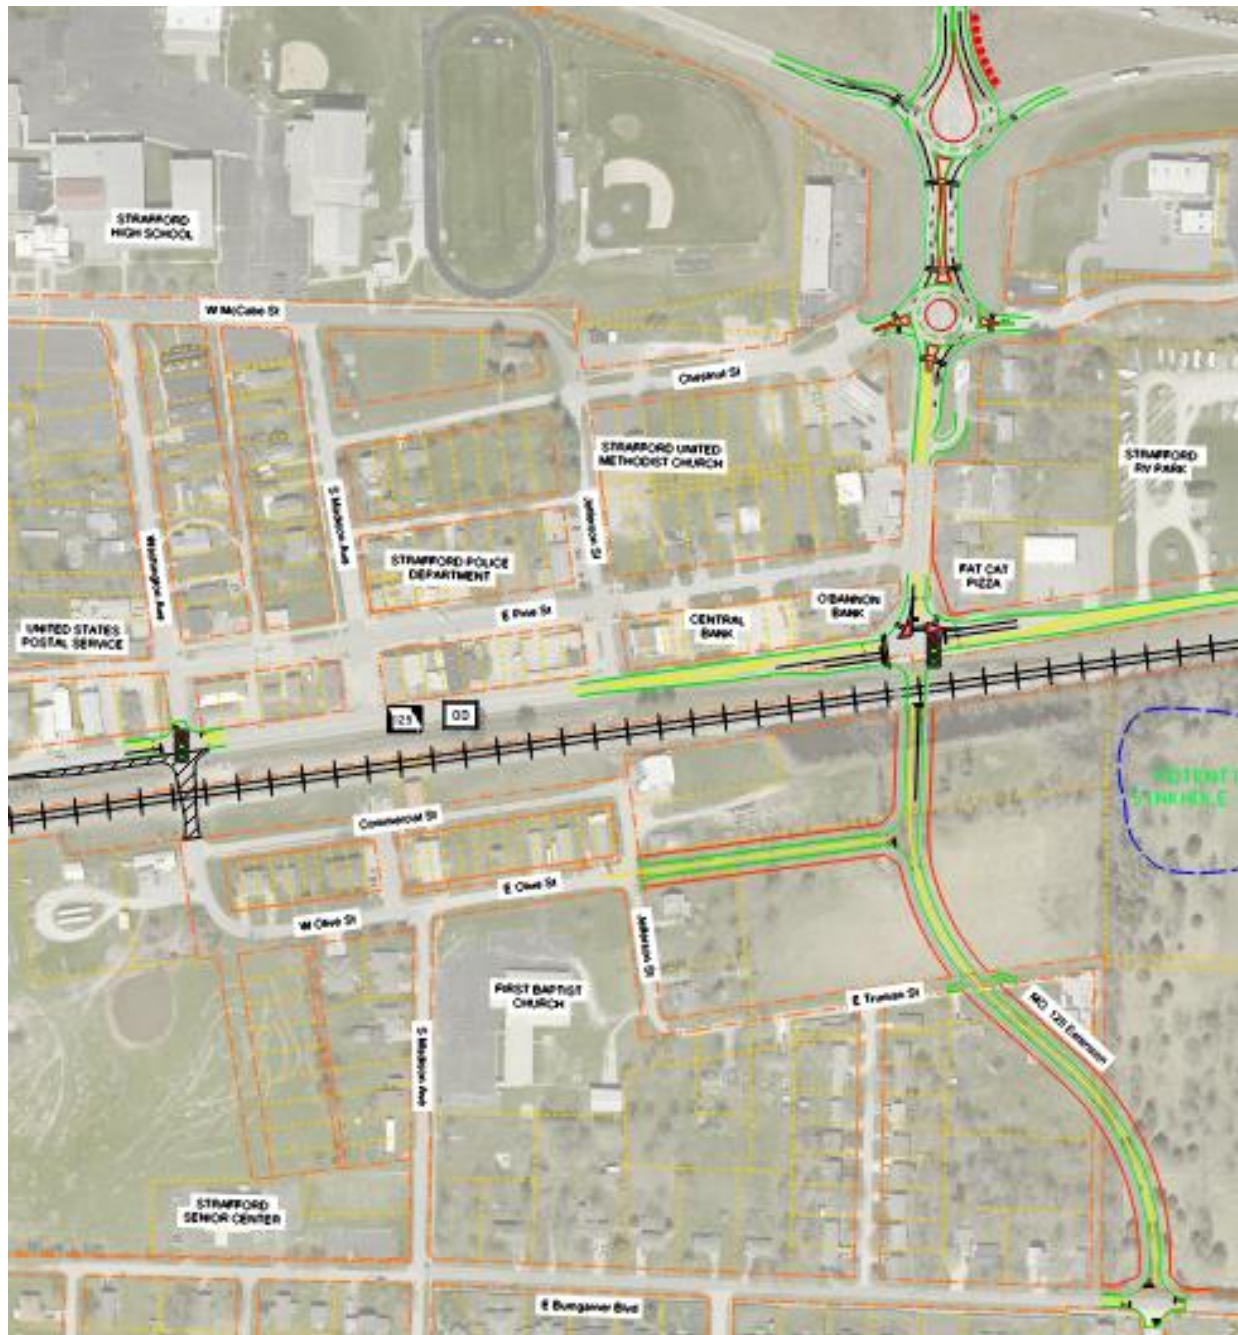 STRAFFORD
HIGH SCHOOL
W McCabe St
Chestnut St
STRAFFORD UNITED
METHODIST CHURCH
STRAFFORD
RV PARK
S Madison Ave
Jefferson St
Washington Ave
STRAFFORD POLICE
DEPARTMENT
FAT CAT
PIZZA
E Pine St
O'BANNON
BANK
CENTRAL
BANK
UNITED STATES
POSTAL SERVICE
125
OO
SINKHOLE
Commercial St
E Olive St
W Olive St
Jefferson St
FIRST BAPTIST
CHURCH
E Truman St
MO. 125 Extension
S Madison Ave
STRAFFORD
SENIOR CENTER
E Bumgarner Blvd